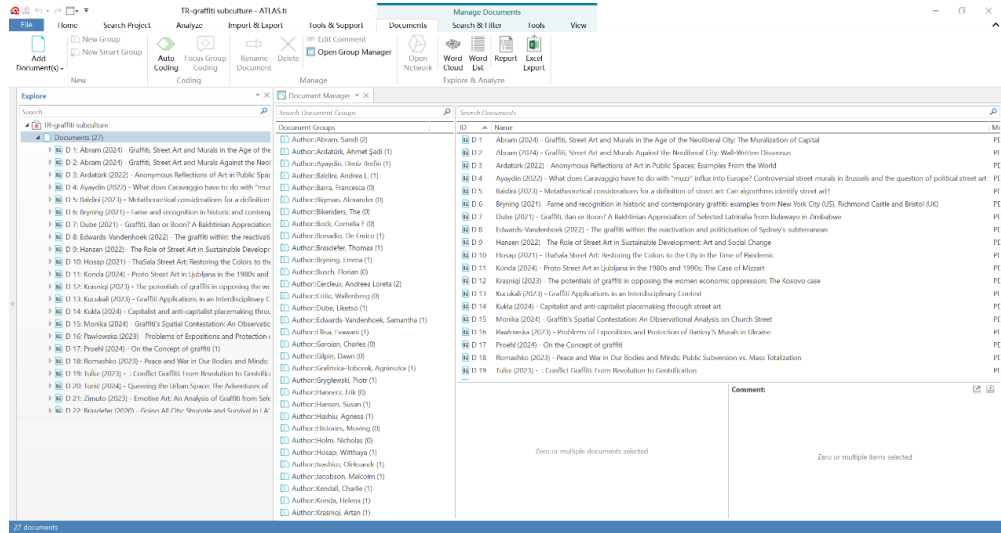 TR-graffiti subculture - ATLAS.ti
Manage Documents
File Home Search Project Analyze Import & Export Tools & Support Documents Search & Filter Tools View
Add Document(s)
New Group
New Smart Group
New
Auto Coding
Focus Group Coding
Coding
Rename Document
Delete
Edit Comment
Open Group Manager
Manage
Open Network
Word Cloud
Word List
Report
Excel Export
Explore & Analyze
Explore
Search
TR-graffiti subculture
Documents (27)
D 1: Abram (2024) - Graffiti, Street Art and Murals in the Age of the
D 2: Abram (2024) - Graffiti, Street Art and Murals Against the Neol
D 3: Ardatürk (2022) - Anonymous Reflections of Art in Public Spac
D 4: Ayaydin (2022) - What does Caravaggio have to do with "muz
D 5: Baldini (2023) - Metatheoretical considerations for a definition
D 6: Bryning (2021) - Fame and recognition in historic and contemp
D 7: Dube (2021) - Graffiti, Ban or Boon? A Bakhtinian Appreciation
D 8: Edwards-Vandenhoek (2022) - The graffiti within: the reactivati
D 9: Hansen (2022) - The Role of Street Art in Sustainable Developr
D 10: Hosap (2021) - ThaSala Street Art: Restoring the Colors to the
D 11: Konda (2024) - Proto Street Art in Ljubljana in the 1980s and
D 12: Krasniqi (2023) - The potentials of graffiti in opposing the wo
D 13: Kucukali (2023) - Graffiti Applications in an Interdisciplinary C
D 14: Kukla (2024) - Capitalist and anti-capitalist placemaking throu
D 15: Monika (2024) - Graffiti's Spatial Contestation: An Observatic
D 16: Pawłowska (2023) - Problems of Expositions and Protection o
D 17: Proehl (2024) - On the Concept of graffiti (1)
D 18: Romashko (2023) - Peace and War in Our Bodies and Minds:
D 19: Tulke (2023) - : Conflict Graffiti: From Revolution to Gentrific
D 20: Tunić (2024) - Queering the Urban Space: The Adventures of
D 21: Zimuto (2023) - Emotive Art: An Analysis of Graffiti from Sele
D 22: Brasdefer (2020) - Going All City: Struggle and Survival in LA'
Document Manager
Search Document Groups
Document Groups
Author::Abram, Sandi (2)
Author::Ardatürk, Ahmet Şadi (1)
Author::Ayaydin, Deniz Berfin (1)
Author::Baldini, Andrea L. (1)
Author::Barra, Francesca (0)
Author::Bigman, Alexander (0)
Author::Bikeriders, The (0)
Author::Bock, Cornelia F (0)
Author::Bonadio, De Enrico (1)
Author::Brasdefer, Thomas (1)
Author::Bryning, Emma (1)
Author::Busch, Florian (0)
Author::Cercleux, Andreea Loreta (2)
Author::Critic, Wallenberg (0)
Author::Dube, Liketso (1)
Author::Edwards-Vandenhoek, Samantha (1)
Author::Garoian, Charles (0)
Author::Gilpin, Dawn (0)
Author::Gralińska-Toborek, Agnieszka (1)
Author::Gryglewski, Piotr (1)
Author::Hannerz, Erik (0)
Author::Hansen, Susan (1)
Author::Haxhiu, Agnesa (1)
Author::Histories, Moving (0)
Author::Holm, Nicholas (0)
Author::Hosap, Witthaya (1)
Author::Ivashko, Oleksandr (1)
Author::Jacobson, Malcolm (1)
Author::Kendall, Charlie (1)
Author::Konda, Helena (1)
Author::Krasniqi, Artan (1)
Search Documents
ID Name
D 1 Abram (2024) - Graffiti, Street Art and Murals in the Age of the Neoliberal City: The Muralization of Capital
D 2 Abram (2024) - Graffiti, Street Art and Murals Against the Neoliberal City: Wall-Written Dissensus
D 3 Ardatürk (2022) - Anonymous Reflections of Art in Public Spaces; Examples From the World
D 4 Ayaydin (2022) - What does Caravaggio have to do with "muzz" influx into Europe? Controversial street murals in Brussels and the question of political street art
D 5 Baldini (2023) - Metatheoretical considerations for a definition of street art: Can algorithms identify street art?
D 6 Bryning (2021) - Fame and recognition in historic and contemporary graffiti: examples from New York City (US), Richmond Castle and Bristol (UK)
D 7 Dube (2021) - Graffiti, Ban or Boon? A Bakhtinian Appreciation of Selected Latrinalia from Bulawayo in Zimbabwe
D 8 Edwards-Vandenhoek (2022) - The graffiti within: the reactivation and politicisation of Sydney's subterranean
D 9 Hansen (2022) - The Role of Street Art in Sustainable Development: Art and Social Change
D 10 Hosap (2021) - ThaSala Street Art: Restoring the Colors to the City in the Time of Pandemic
D 11 Konda (2024) - Proto Street Art in Ljubljana in the 1980s and 1990s: The Case of Mizzart
D 12 Krasniqi (2023) - The potentials of graffiti in opposing the women economic oppression: The Kosovo case
D 13 Kucukali (2023) - Graffiti Applications in an Interdisciplinary Context
D 14 Kukla (2024) - Capitalist and anti-capitalist placemaking through street art
D 15 Monika (2024) - Graffiti's Spatial Contestation: An Observational Analysis on Church Street
D 16 Pawłowska (2023) - Problems of Expositions and Protection of Banksy'S Murals in Ukraine
D 17 Proehl (2024) - On the Concept of graffiti
D 18 Romashko (2023) - Peace and War in Our Bodies and Minds: Public Subversion vs. Mass Totalization
D 19 Tulke (2023) - : Conflict Graffiti: From Revolution to Gentrification
Zero or multiple documents selected
Comment:
Zero or multiple items selected
27 documents